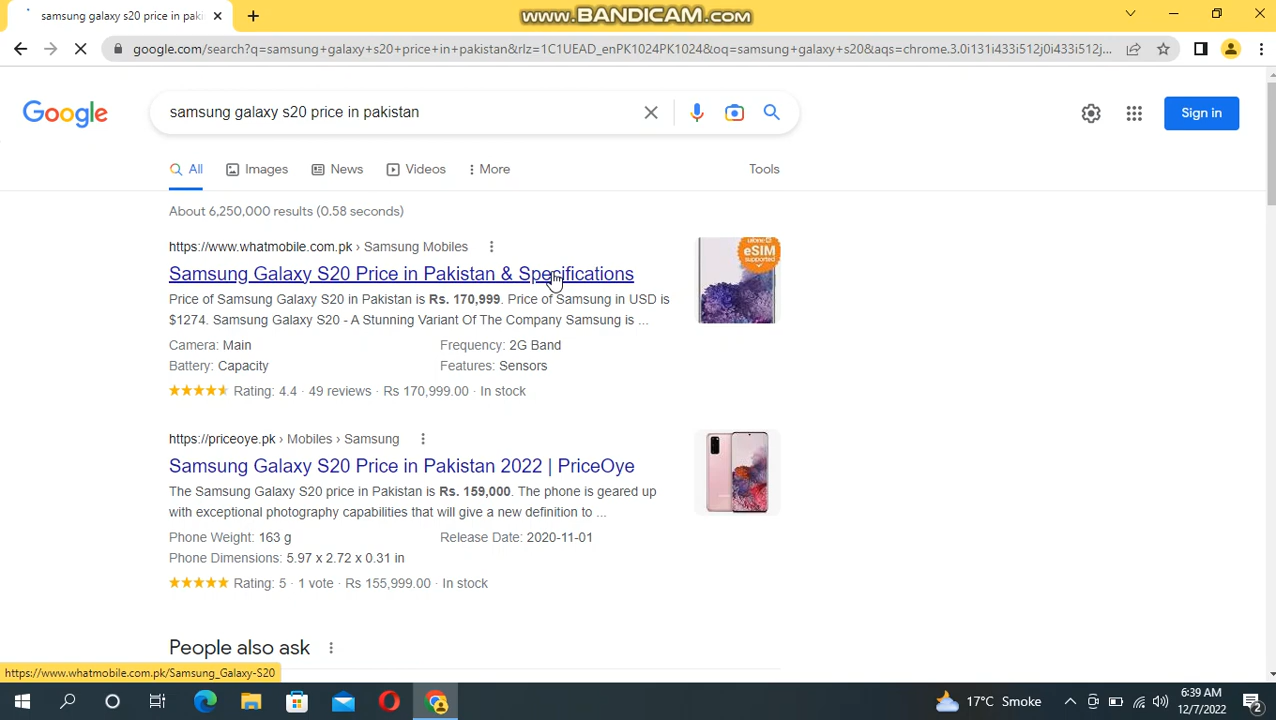 samsung galaxy s20 price in paki
www.BANDICAM.com
google.com/search?q=samsung+galaxy+s20+price+in+pakistan&rlz=1C1UEAD_enPK1024PK1024&oq=samsung+galaxy+s20&aqs=chrome.3.0i131i433i512j0i433i512j...
Google
samsung galaxy s20 price in pakistan
Sign in
All Images News Videos More Tools
About 6,250,000 results (0.58 seconds)
https://www.whatmobile.com.pk › Samsung Mobiles
Samsung Galaxy S20 Price in Pakistan & Specifications
Price of Samsung Galaxy S20 in Pakistan is Rs. 170,999. Price of Samsung in USD is
$1274. Samsung Galaxy S20 - A Stunning Variant Of The Company Samsung is ...
Camera: Main Frequency: 2G Band
Battery: Capacity Features: Sensors
Rating: 4.4 · 49 reviews · Rs 170,999.00 · In stock
eSIM
SUPPORTED
https://priceoye.pk › Mobiles › Samsung
Samsung Galaxy S20 Price in Pakistan 2022 | PriceOye
The Samsung Galaxy S20 price in Pakistan is Rs. 159,000. The phone is geared up
with exceptional photography capabilities that will give a new definition to ...
Phone Weight: 163 g Release Date: 2020-11-01
Phone Dimensions: 5.97 x 2.72 x 0.31 in
Rating: 5 · 1 vote · Rs 155,999.00 · In stock
People also ask
https://www.whatmobile.com.pk/Samsung_Galaxy-S20
17°C Smoke
6:39 AM
12/7/2022
2